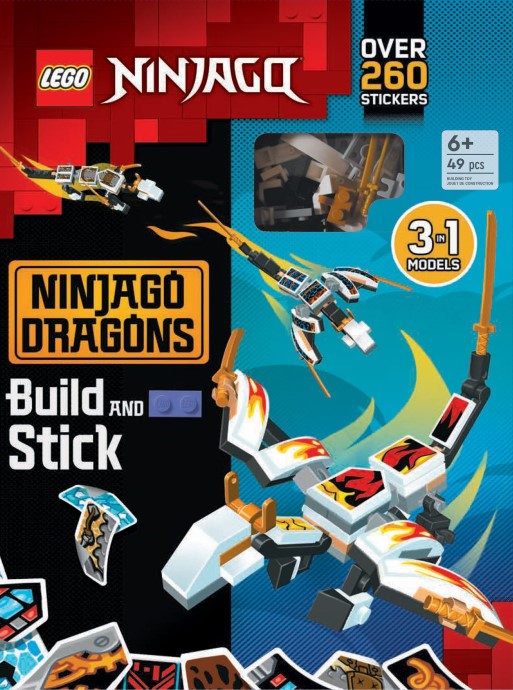 LEGO
NINJAGO
OVER
260
STICKERS
6+
49 pcs
BUILDING TOY
JOUET DE CONSTRUCTION
3 IN 1
MODELS
NINJAGO
DRAGONS
Build AND
Stick